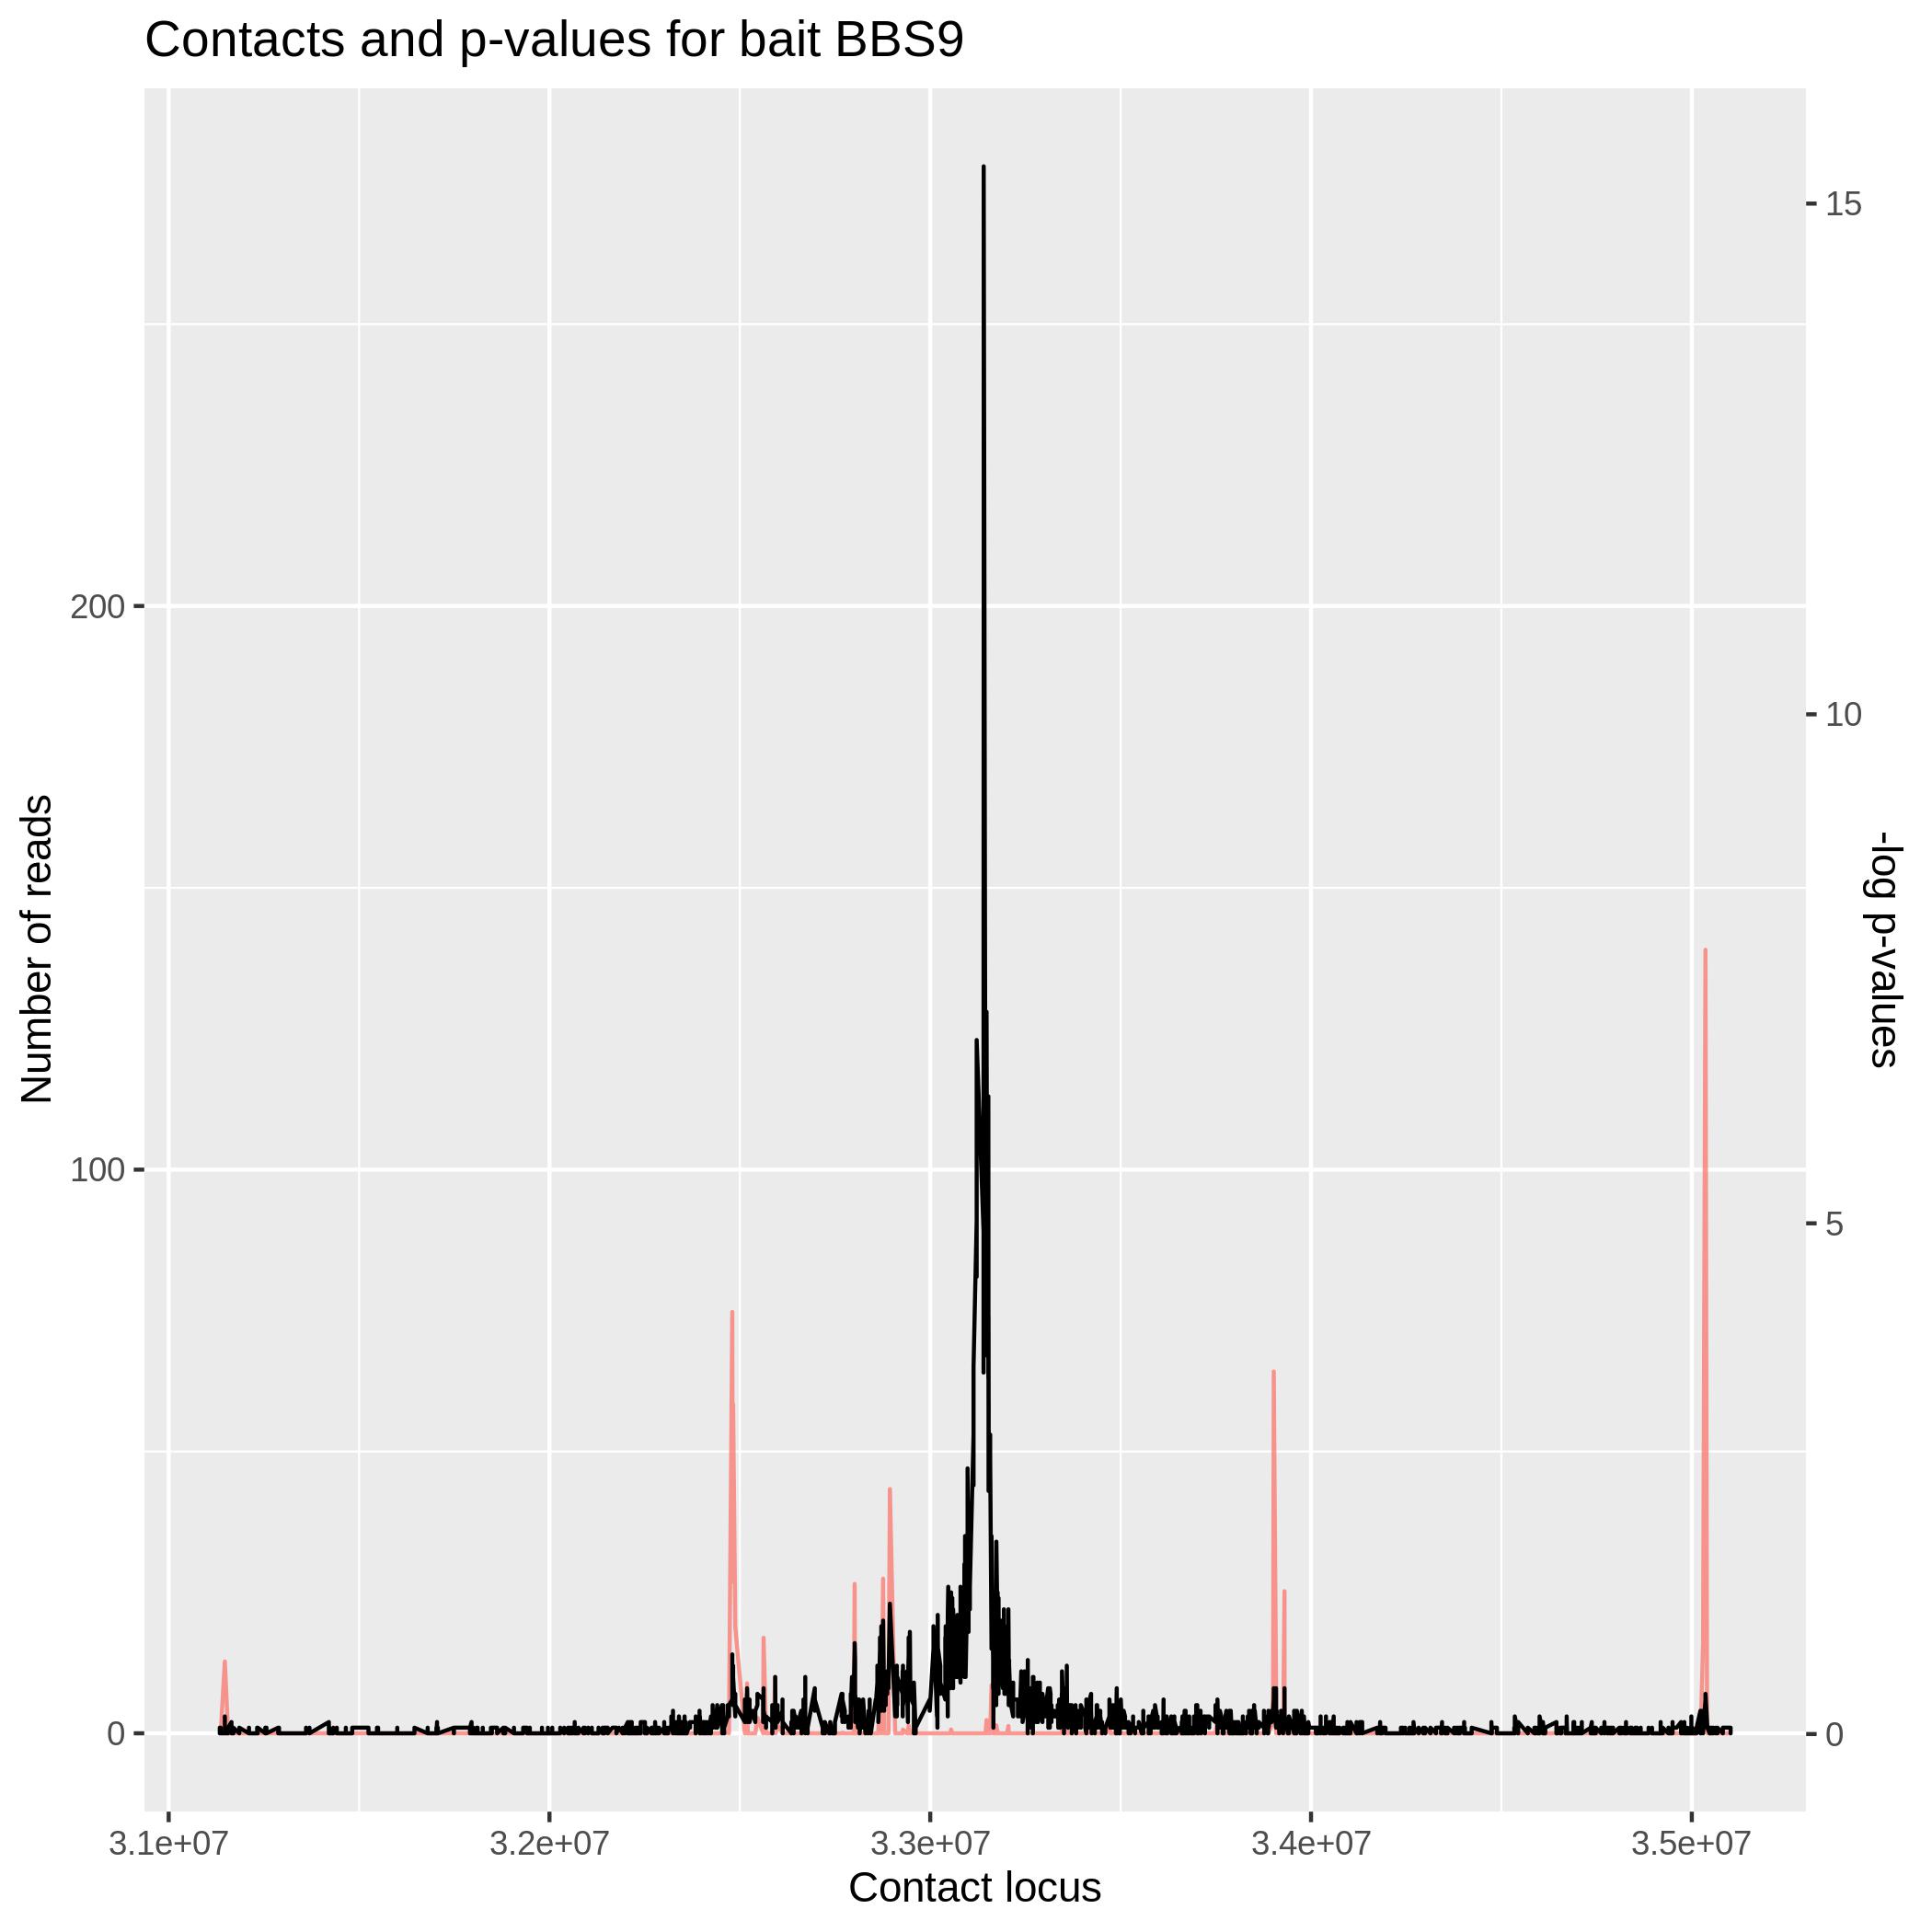 Contacts and p-values for bait BBS9
15
200
10
Number of reads
-log p-values
100
5
0
0
3.1e+07
3.2e+07
3.3e+07
3.4e+07
3.5e+07
Contact locus